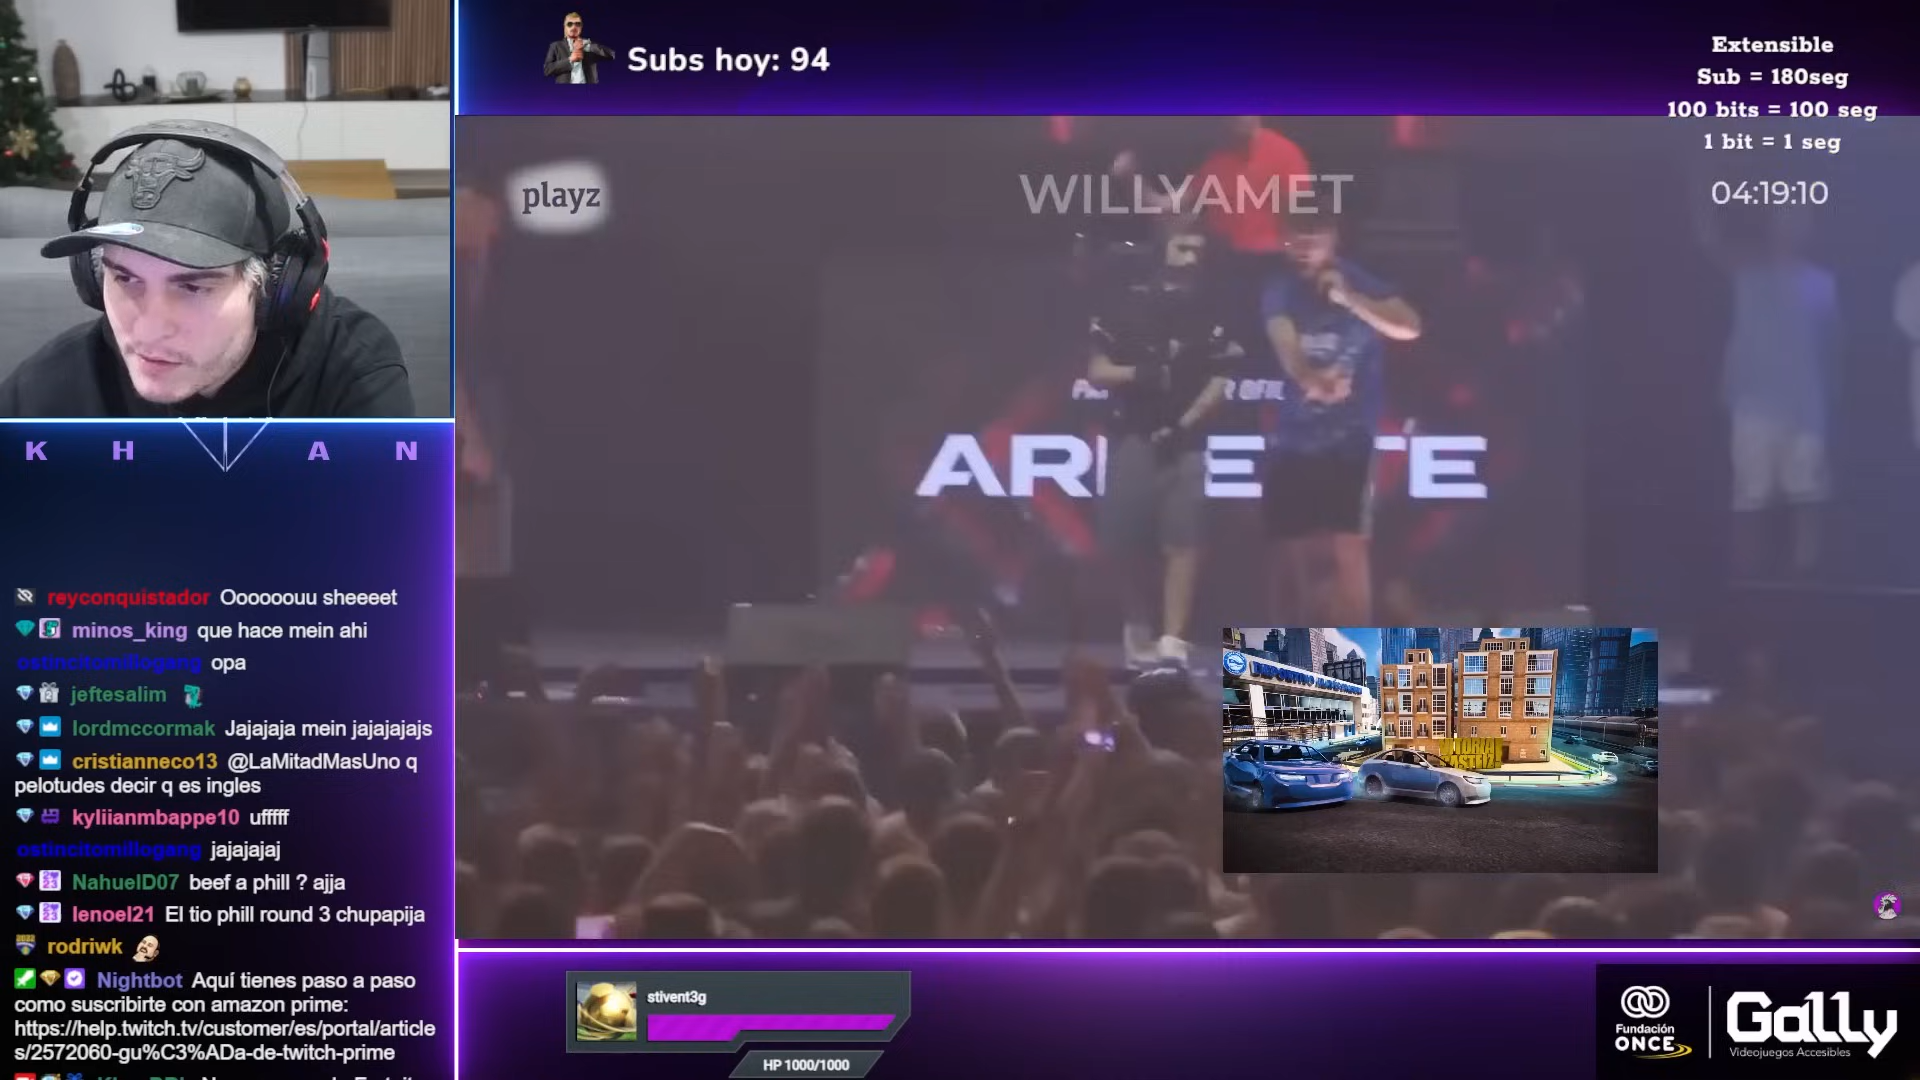 Subs hoy: 94
Extensible
Sub = 180seg
100 bits = 100 seg
1 bit = 1 seg
04:19:10
playz
WILLYAMET
K H A N
reyconquistador Oooooouu sheeeet
minos_king que hace mein ahi
ostincitomillogang opa
jeftesalim
lordmccormak Jajajaja mein jajajajajs
cristianneco13 @LaMitadMasUno q
pelotudes decir q es ingles
kyliianmbappe10 ufffff
ostincitomillogang jajajajaj
NahuelD07 beef a phill ? ajja
lenoel21 El tio phill round 3 chupapija
rodriwk
Nightbot Aquí tienes paso a paso
como suscribirte con amazon prime:
https://help.twitch.tv/customer/es/portal/article
s/2572060-gu%C3%ADa-de-twitch-prime
stivent3g
HP 1000/1000
Fundación
ONCE
Gally
Videojuegos Accesibles